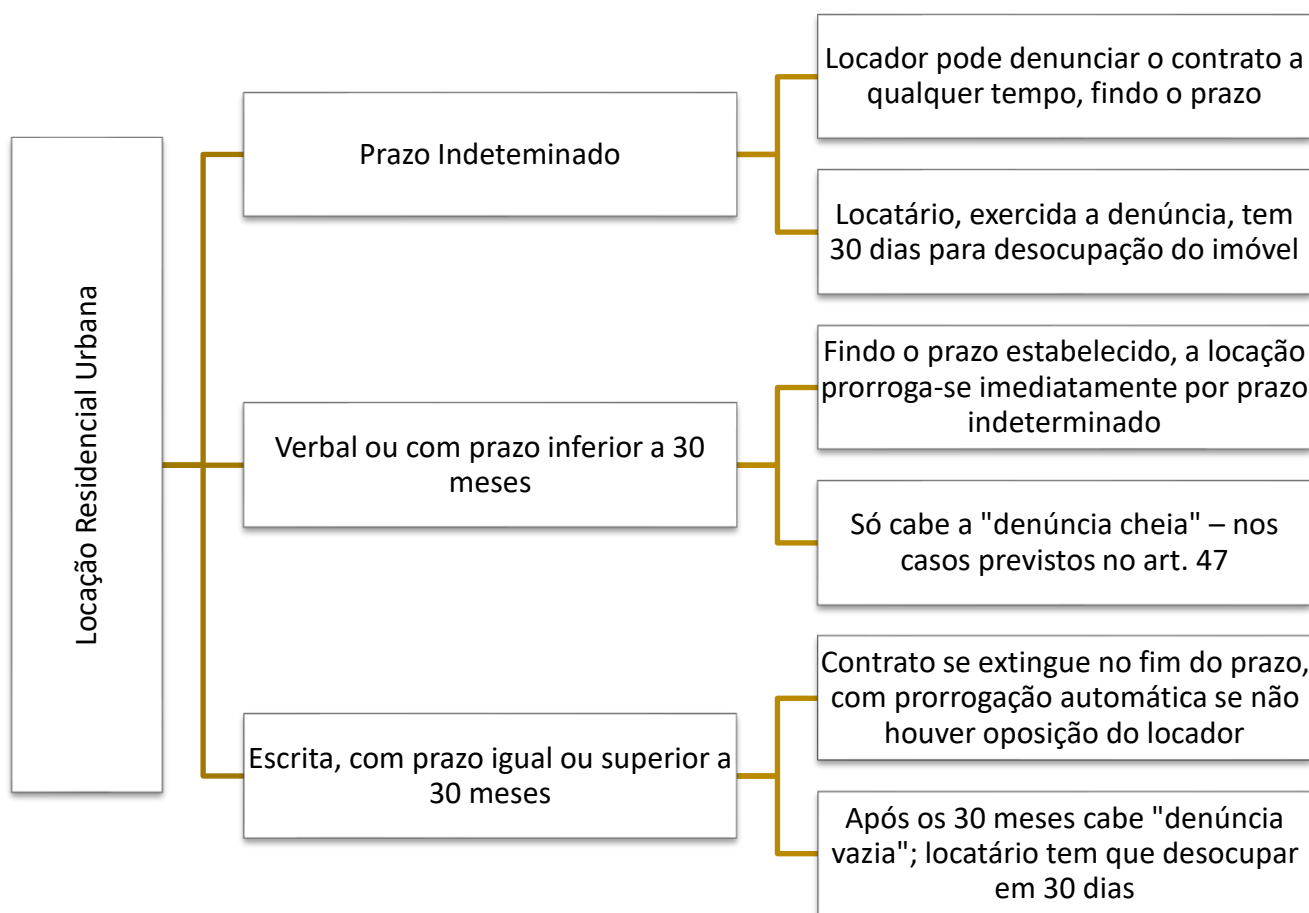 Locação Residencial Urbana
Prazo Indeteminado
Locador pode denunciar o contrato a
qualquer tempo, findo o prazo
Locatário, exercida a denúncia, tem
30 dias para desocupação do imóvel
Verbal ou com prazo inferior a 30
meses
Findo o prazo estabelecido, a locação
prorroga-se imediatamente por prazo
indeterminado
Só cabe a "denúncia cheia" – nos
casos previstos no art. 47
Escrita, com prazo igual ou superior a
30 meses
Contrato se extingue no fim do prazo,
com prorrogação automática se não
houver oposição do locador
Após os 30 meses cabe "denúncia
vazia"; locatário tem que desocupar
em 30 dias